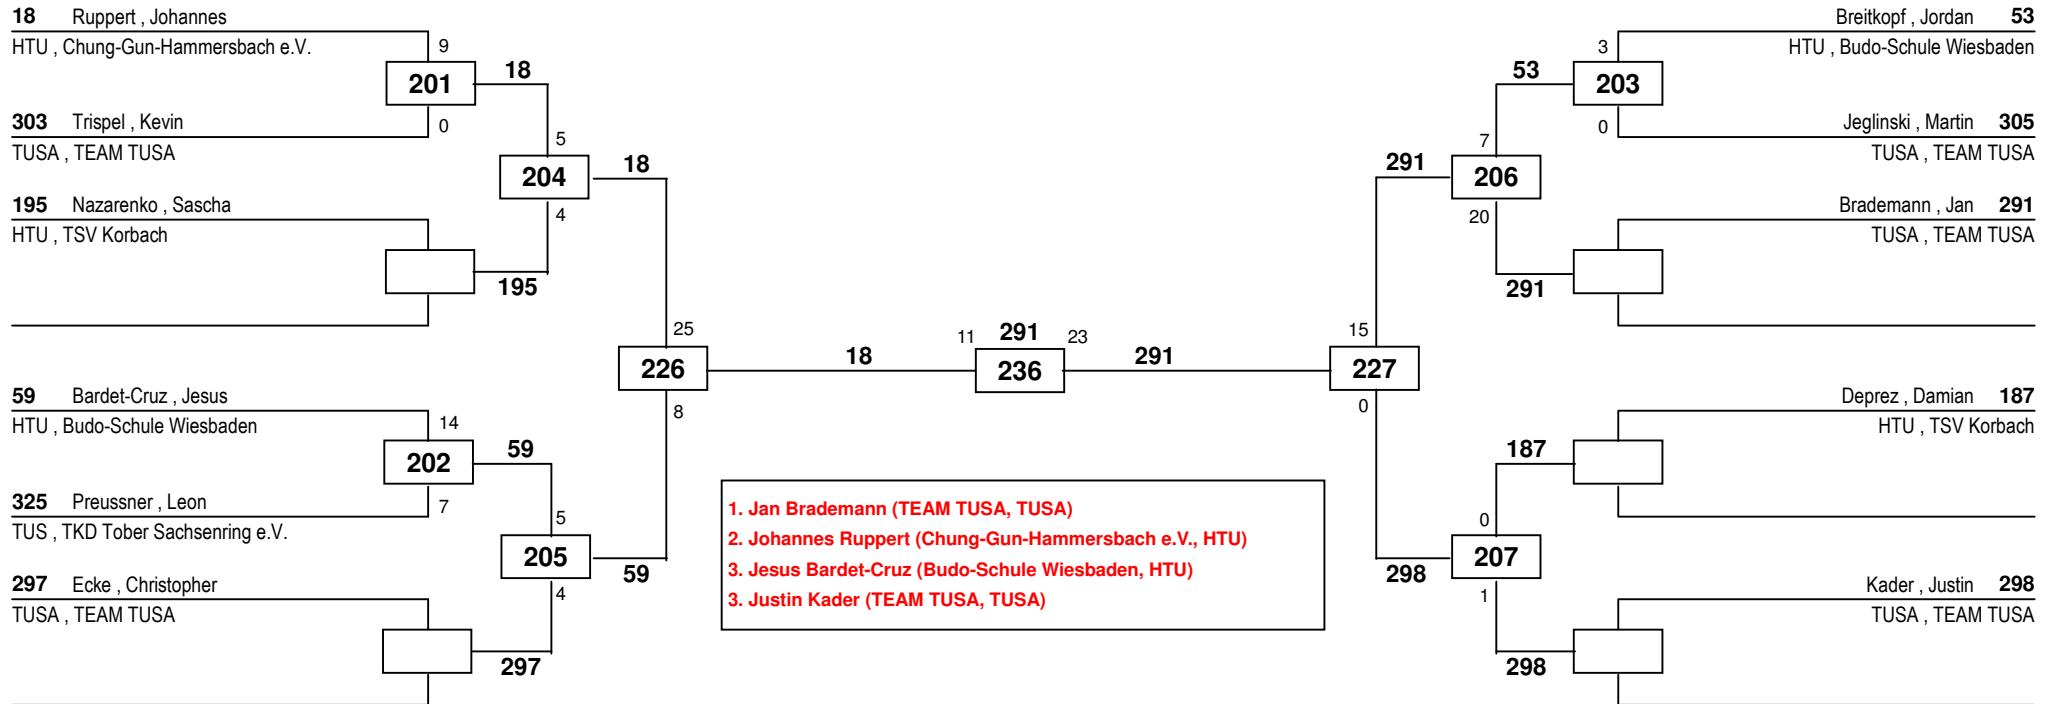 18 Ruppert , Johannes
HTU , Chung-Gun-Hammersbach e.V.
9
201
18
303 Trispel , Kevin
0
TUSA , TEAM TUSA
5
204
18
195 Nazarenko , Sascha
4
HTU , TSV Korbach
195
25
226
18
8
59 Bardet-Cruz , Jesus
HTU , Budo-Schule Wiesbaden
14
202
59
325 Preussner , Leon
7
TUS , TKD Tober Sachsenring e.V.
5
205
59
297 Ecke , Christopher
4
TUSA , TEAM TUSA
297
11 291 23
236
291
1. Jan Brademann (TEAM TUSA, TUSA)
2. Johannes Ruppert (Chung-Gun-Hammersbach e.V., HTU)
3. Jesus Bardet-Cruz (Budo-Schule Wiesbaden, HTU)
3. Justin Kader (TEAM TUSA, TUSA)
Breitkopf , Jordan 53
3
HTU , Budo-Schule Wiesbaden
53
203
0
Jeglinski , Martin 305
TUSA , TEAM TUSA
7
291
206
20
Brademann , Jan 291
TUSA , TEAM TUSA
291
15
227
0
Deprez , Damian 187
HTU , TSV Korbach
187
0
207
298
1
Kader , Justin 298
TUSA , TEAM TUSA
298